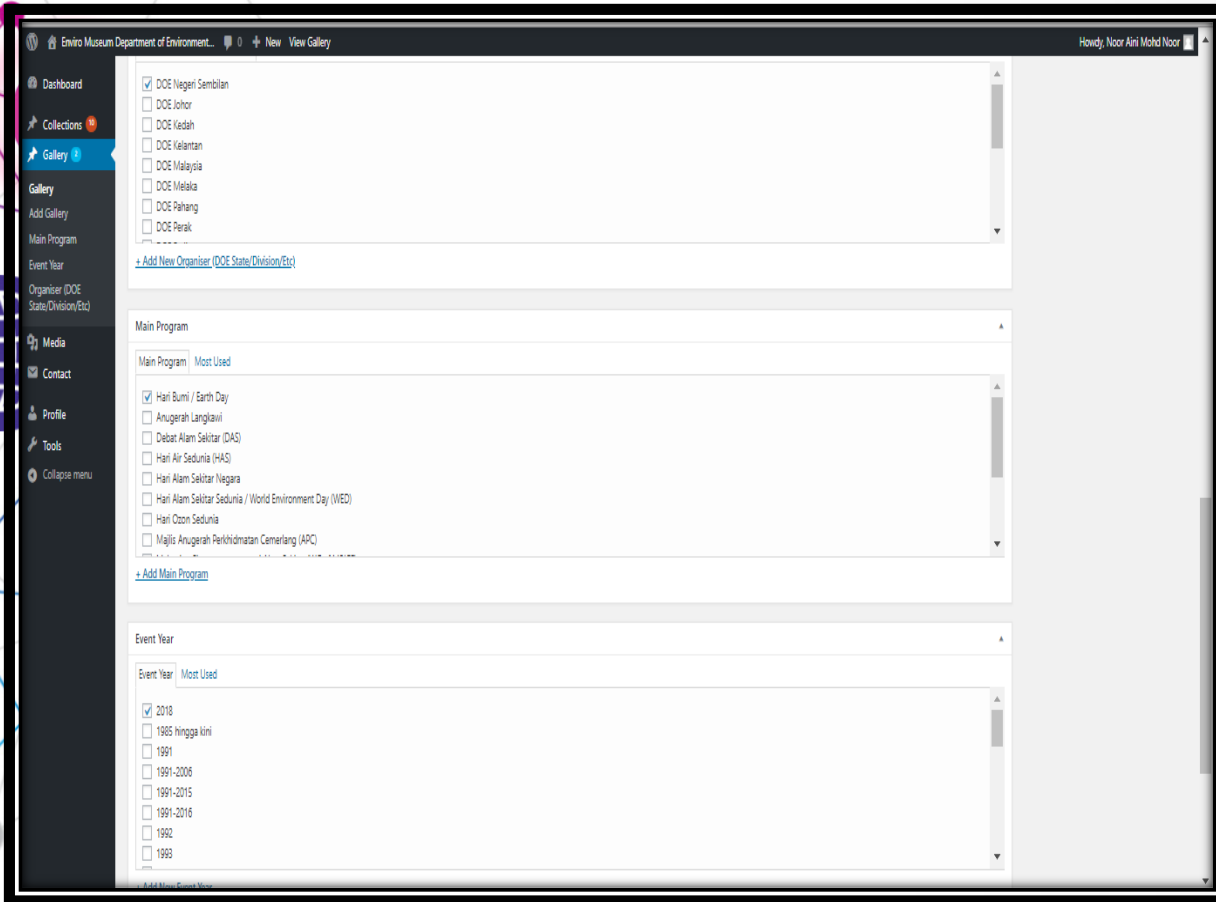 Enviro Museum Department of Environment... 0 + New View Gallery
Howdy, Noor Aini Mohd Noor
Dashboard
Collections 10
Gallery 2
Gallery
Add Gallery
Main Program
Event Year
Organiser (DOE
State/Division/Etc)
Media
Contact
Profile
Tools
Collapse menu
DOE Negeri Sembilan
DOE Johor
DOE Kedah
DOE Kelantan
DOE Malaysia
DOE Melaka
DOE Pahang
DOE Perak
+ Add New Organiser (DOE State/Division/Etc)
Main Program
Main Program Most Used
Hari Bumi / Earth Day
Anugerah Langkawi
Debat Alam Sekitar (DAS)
Hari Air Sedunia (HAS)
Hari Alam Sekitar Negara
Hari Alam Sekitar Sedunia / World Environment Day (WED)
Hari Ozon Sedunia
Majlis Anugerah Perkhidmatan Cemerlang (APC)
+ Add Main Program
Event Year
Event Year Most Used
2018
1985 hingga kini
1991
1991-2006
1991-2015
1991-2016
1992
1993
+ Add New Event Year